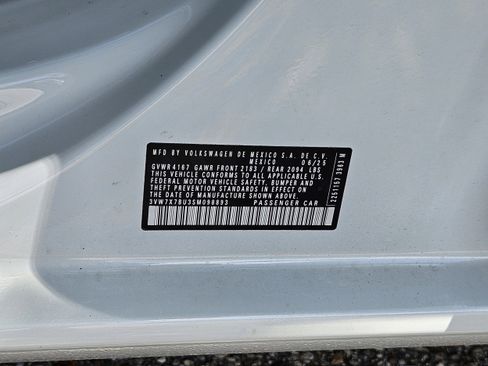 MFD BY VOLKSWAGEN DE MEXICO S.A. DE C.V.
MEXICO 06/25
GVWR 4167 GAWR FRONT 2183 / REAR 2094 LBS
THIS VEHICLE CONFORMS TO ALL APPLICABLE U.S.
FEDERAL MOTOR VEHICLE SAFETY, BUMPER AND
THEFT PREVENTION STANDARDS IN EFFECT ON
THE DATE OF MANUFACTURE SHOWN ABOVE
3VW7X7BU3SM098893 PASSENGER CAR
2251157 3963 M